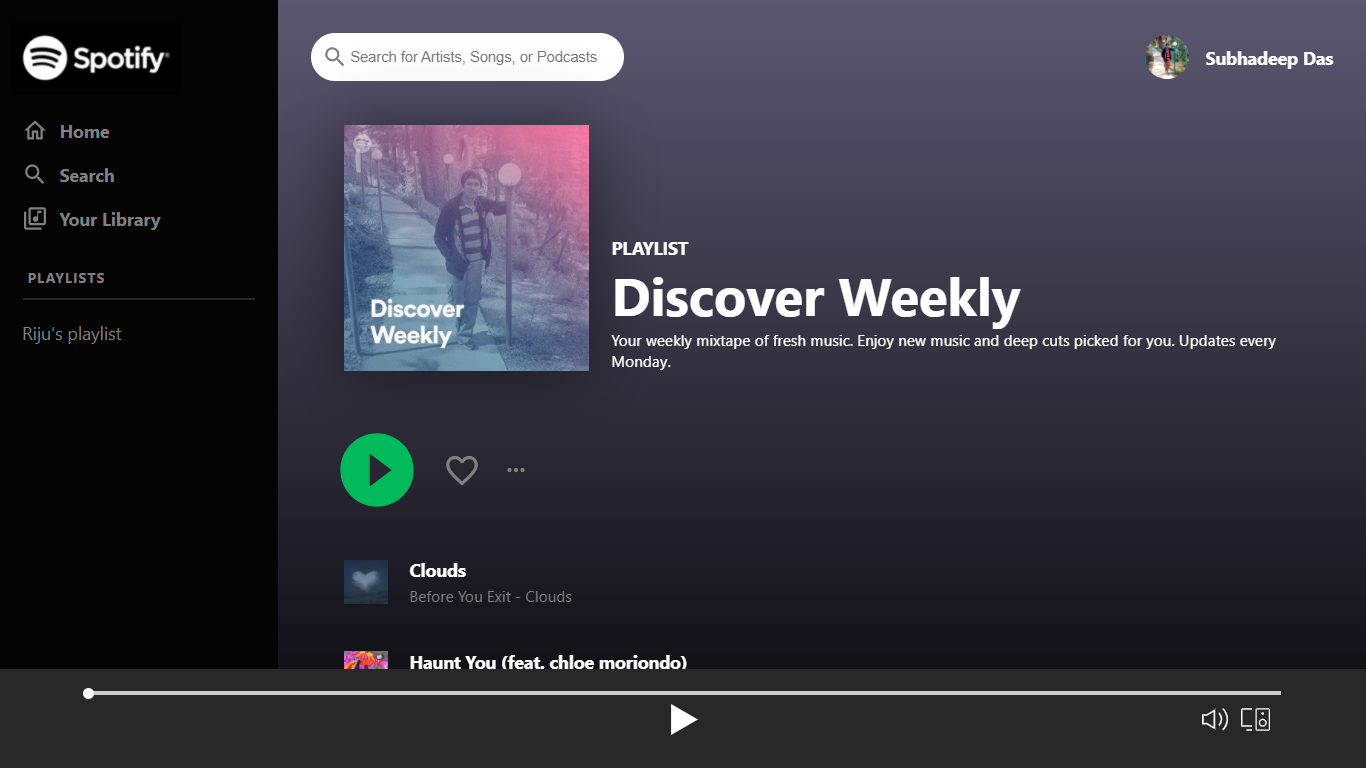 Spotify®
Home
Search
Your Library
PLAYLISTS
Riju's playlist
Search for Artists, Songs, or Podcasts
Subhadeep Das
Discover
Weekly
PLAYLIST
Discover Weekly
Your weekly mixtape of fresh music. Enjoy new music and deep cuts picked for you. Updates every
Monday.
Clouds
Before You Exit - Clouds
Haunt You (feat. chloe moriondo)